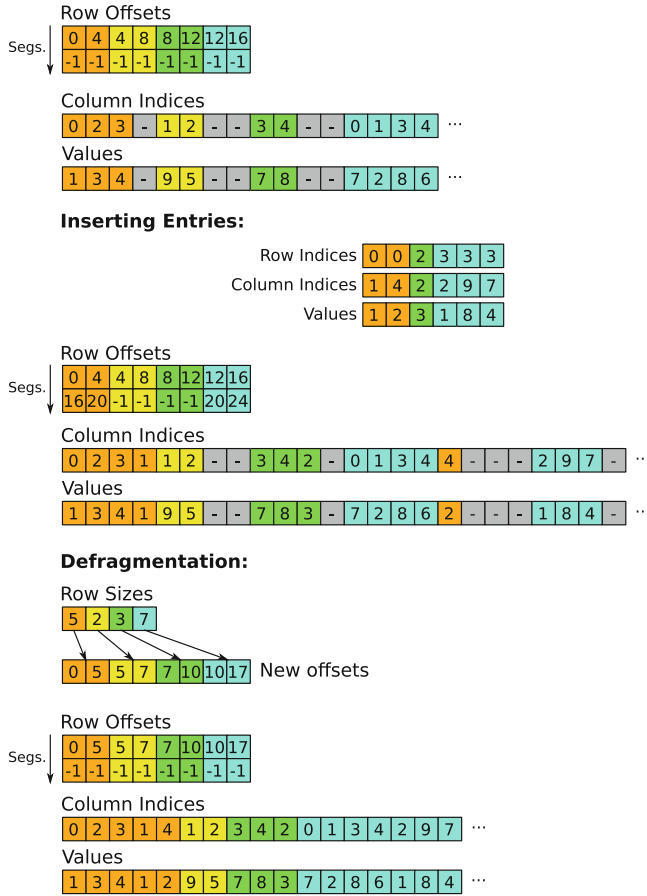 Row Offsets
Segs. 0 4 4 8 8 12 12 16
-1 -1 -1 -1 -1 -1 -1 -1
Column Indices
0 2 3 - 1 2 - - 3 4 - - 0 1 3 4 ...
Values
1 3 4 - 9 5 - - 7 8 - - 7 2 8 6 ...
Inserting Entries:
Row Indices 0 0 2 3 3 3
Column Indices 1 4 2 2 9 7
Values 1 2 3 1 8 4
Row Offsets
Segs. 0 4 4 8 8 12 12 16
16 20 -1 -1 -1 -1 20 24
Column Indices
0 2 3 1 1 2 - - 3 4 2 - 0 1 3 4 4 - - - 2 9 7 - ..
Values
1 3 4 1 9 5 - - 7 8 3 - 7 2 8 6 2 - - - 1 8 4 - ..
Defragmentation:
Row Sizes
5 2 3 7
0 5 5 7 7 10 10 17 New offsets
Row Offsets
Segs. 0 5 5 7 7 10 10 17
-1 -1 -1 -1 -1 -1 -1 -1
Column Indices
0 2 3 1 4 1 2 3 4 2 0 1 3 4 2 9 7 ...
Values
1 3 4 1 2 9 5 7 8 3 7 2 8 6 1 8 4 ...